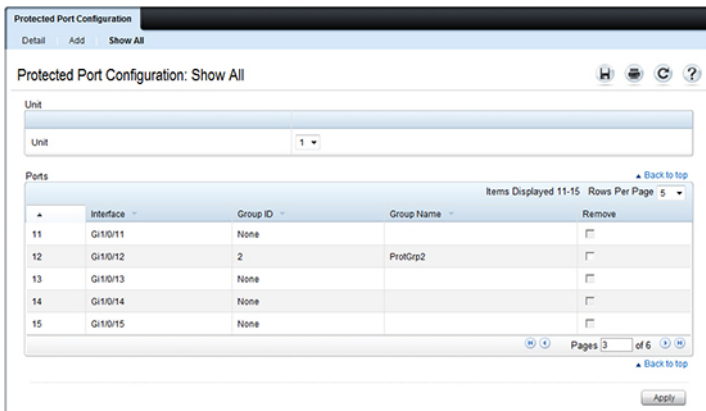 Protected Port Configuration
Detail Add Show All
Protected Port Configuration: Show All
?
Unit
Unit 1
Ports
Back to top
Items Displayed 11-15 Rows Per Page 5
Interface Group ID Group Name Remove
11 Gi1/0/11 None
12 Gi1/0/12 2 ProtGrp2
13 Gi1/0/13 None
14 Gi1/0/14 None
15 Gi1/0/15 None
Pages 3 of 6
Back to top
Apply